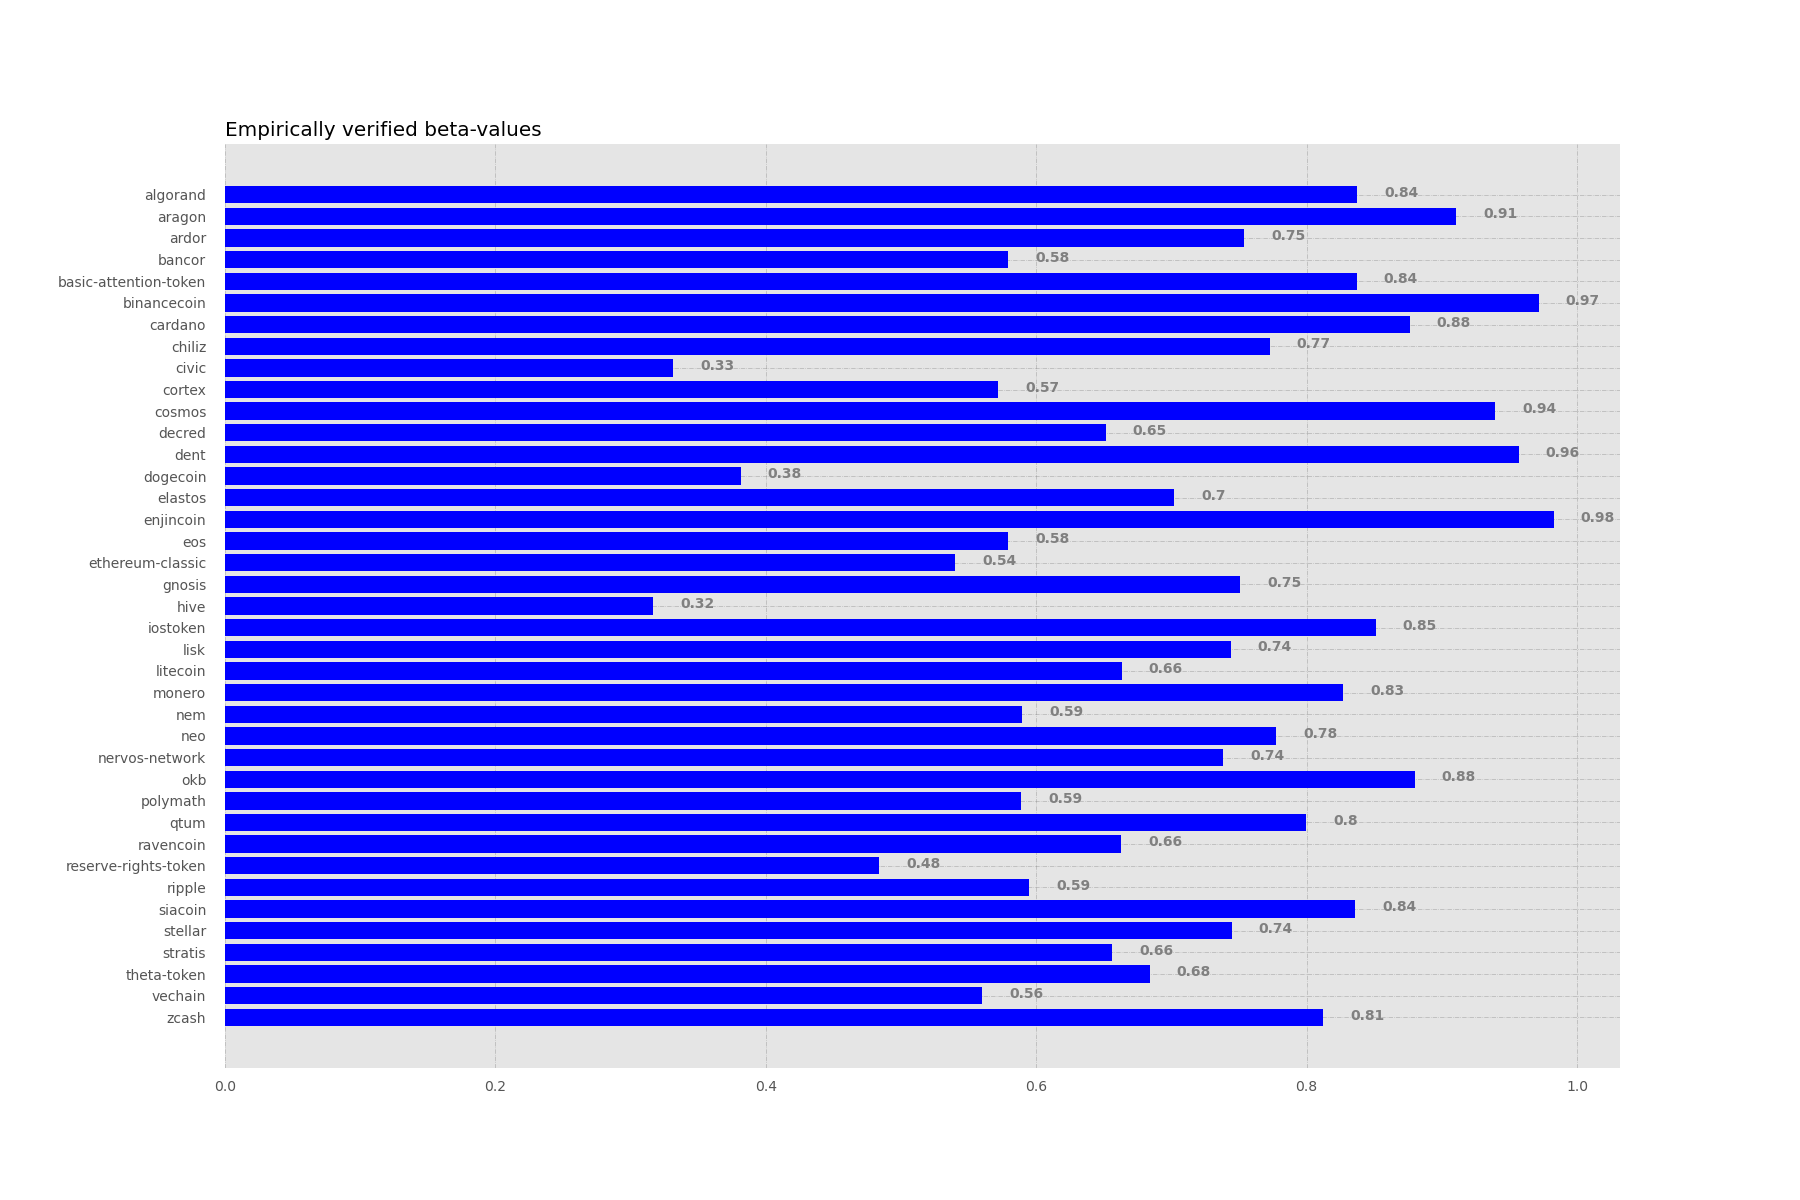 Empirically verified beta-values
algorand 0.84
aragon 0.91
ardor 0.75
bancor 0.58
basic-attention-token 0.84
binancecoin 0.97
cardano 0.88
chiliz 0.77
civic 0.33
cortex 0.57
cosmos 0.94
decred 0.65
dent 0.96
dogecoin 0.38
elastos 0.7
enjincoin 0.98
eos 0.58
ethereum-classic 0.54
gnosis 0.75
hive 0.32
iostoken 0.85
lisk 0.74
litecoin 0.66
monero 0.83
nem 0.59
neo 0.78
nervos-network 0.74
okb 0.88
polymath 0.59
qtum 0.8
ravencoin 0.66
reserve-rights-token 0.48
ripple 0.59
siacoin 0.84
stellar 0.74
stratis 0.66
theta-token 0.68
vechain 0.56
zcash 0.81
0.0 0.2 0.4 0.6 0.8 1.0